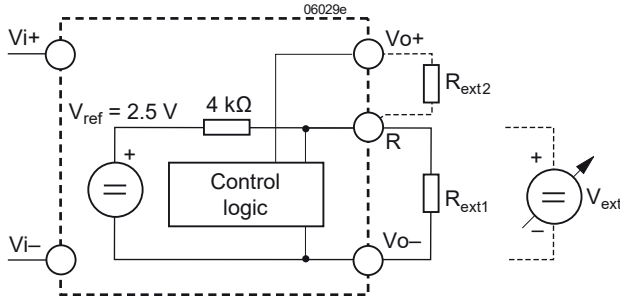 06029e
Vi+
Vo+
Rext2
Vref = 2.5 V
4 kΩ
R
+
Control
logic
Rext1
+
Vext
–
Vi–
Vo–